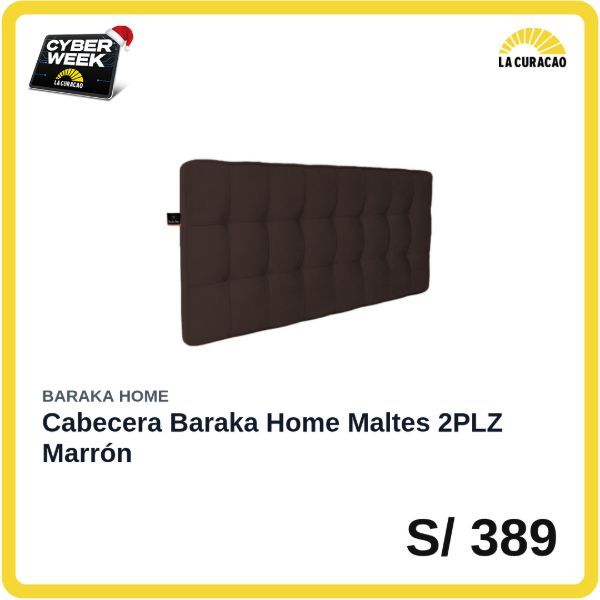 CYBER
WEEK
LA CURACAO
LA CURACAO
BARAKA HOME
Cabecera Baraka Home Maltes 2PLZ
Marrón
S/ 389